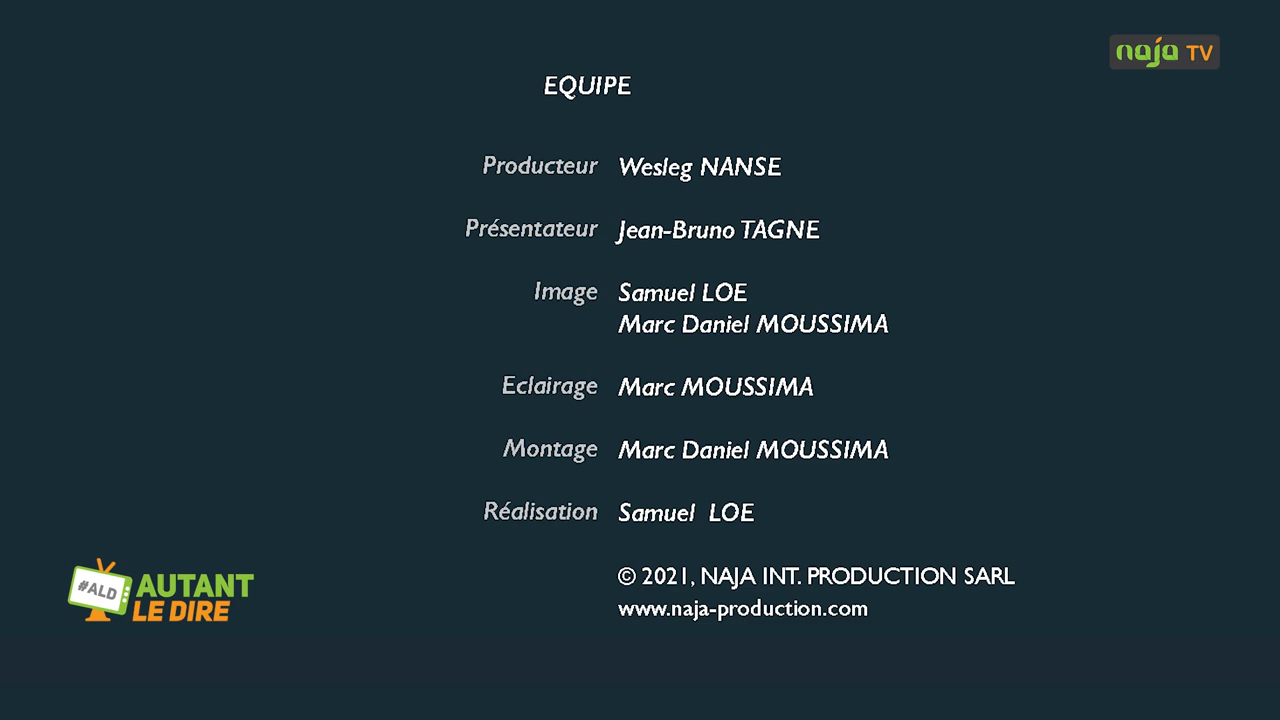 naja TV
EQUIPE
Producteur Wesleg NANSE
Présentateur Jean-Bruno TAGNE
Image Samuel LOE
Marc Daniel MOUSSIMA
Eclairage Marc MOUSSIMA
Montage Marc Daniel MOUSSIMA
Réalisation Samuel LOE
© 2021, NAJA INT. PRODUCTION SARL
www.naja-production.com
#ALD
AUTANT
LE DIRE